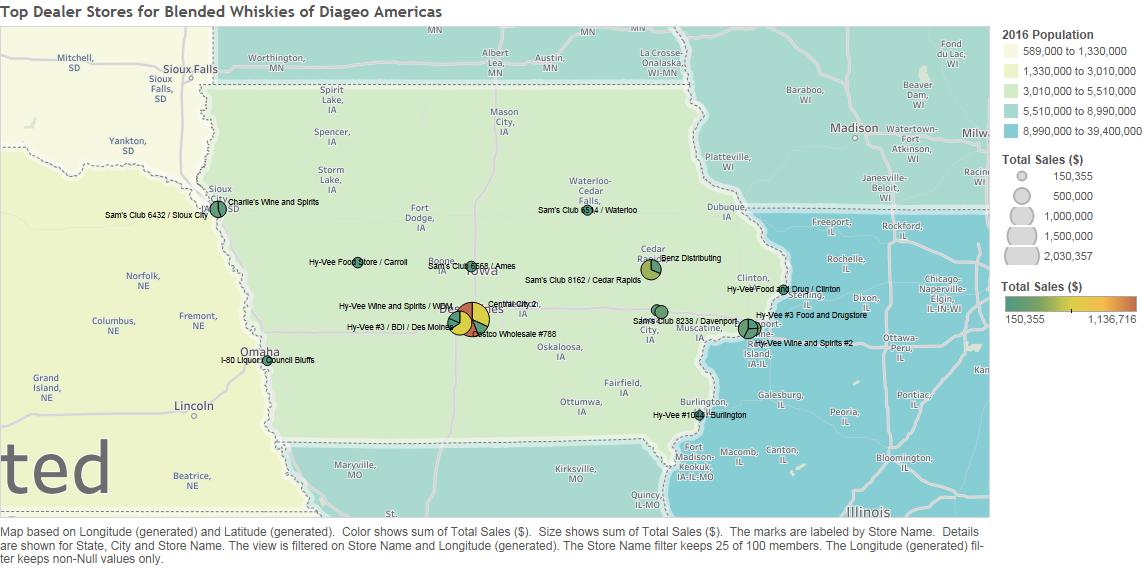 Top Dealer Stores for Blended Whiskies of Diageo Americas
MN
MN
MN
Mitchell,
SD
Sioux Falls
Sioux
Falls,
SD
Worthington,
MN
Albert
Lea,
MN
Austin,
MN
La Crosse-
Onalaska,
WI-MN
Fond
du Lac,
WI
Spirit
Lake,
IA
Spencer,
IA
Storm
Lake,
IA
Mason
City,
IA
Baraboo,
WI
Beaver
Dam,
WI
Madison
Watertown-
Fort
Atkinson,
WI
Milw
Yankton,
SD
Platteville,
WI
Janesville-
Beloit,
WI
Racin
WI
Sioux
City,
SD
Charlie's Wine and Spirits
Sam's Club 6432 / Sioux City
Fort
Dodge,
IA
Waterloo-
Cedar
Falls,
Sam's Club 6514 / Waterloo
Dubuque,
IA
Freeport,
IL
Rockford,
IL
Norfolk,
NE
Hy-Vee Food Store / Carroll
Boone,
Sam's Club 6568 / Ames
Iowa
Cedar
Benz Distributing
Sam's Club 8162 / Cedar Rapids
Clinton,
Hy-Vee Food and Drug / Clinton
Sterling,
IL
Rochelle,
IL
Dixon,
IL
Chicago-
Naperville-
Elgin,
IL-IN-WI
Columbus,
NE
Fremont,
NE
Hy-Vee Wine and Spirits / WDM
Central City 2
Hy-Vee #3 / BDI / Des Moines
Costco Wholesale #788
City,
IA
Sam's Club 8238 / Davenport
Muscatine,
IA
Hy-Vee #3 Food and Drugstore
Hy-Vee Wine and Spirits #2
Island,
IA-IL
Ottawa-
Peru,
IL
Kan
Omaha
I-80 Liquor / Council Bluffs
Oskaloosa,
IA
Grand
Island,
NE
Lincoln
Fairfield,
IA
Ottumwa,
IA
Burlington,
Hy-Vee #1044 / Burlington
Galesburg,
IL
Peoria,
IL
Pontiac,
IL
ted
Beatrice,
NE
Maryville,
MO
Kirksville,
MO
Fort
Madison-
Keokuk,
IA-IL-MO
Macomb,
IL
Canton,
IL
Bloomington,
IL
St.
Quincy,
IL-MO
Illinois
2016 Population
589,000 to 1,330,000
1,330,000 to 3,010,000
3,010,000 to 5,510,000
5,510,000 to 8,990,000
8,990,000 to 39,400,000
Total Sales ($)
150,355
500,000
1,000,000
1,500,000
2,030,357
Total Sales ($)
150,355 1,136,716
Map based on Longitude (generated) and Latitude (generated). Color shows sum of Total Sales ($). Size shows sum of Total Sales ($). The marks are labeled by Store Name. Details
are shown for State, City and Store Name. The view is filtered on Store Name and Longitude (generated). The Store Name filter keeps 25 of 100 members. The Longitude (generated) fil-
ter keeps non-Null values only.